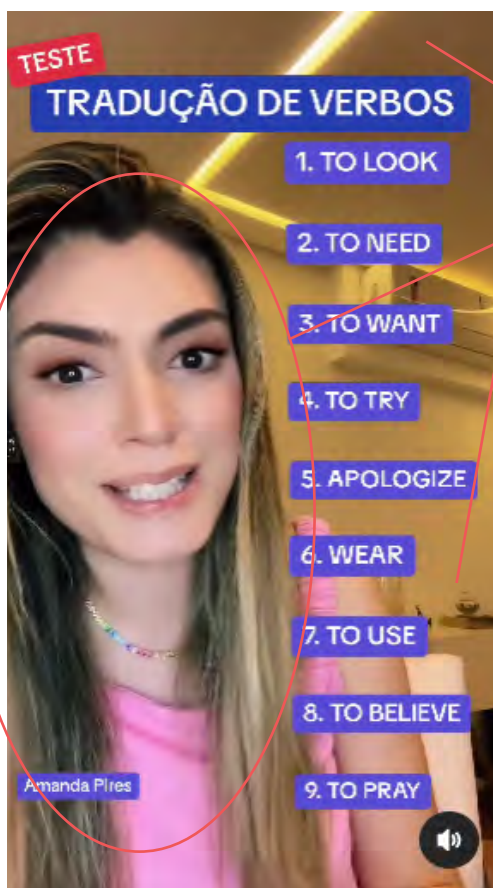 TESTE
TRADUÇÃO DE VERBOS
1. TO LOOK
2. TO NEED
3. TO WANT
4. TO TRY
5. APOLOGIZE
6. WEAR
7. TO USE
8. TO BELIEVE
9. TO PRAY
Amanda Pires